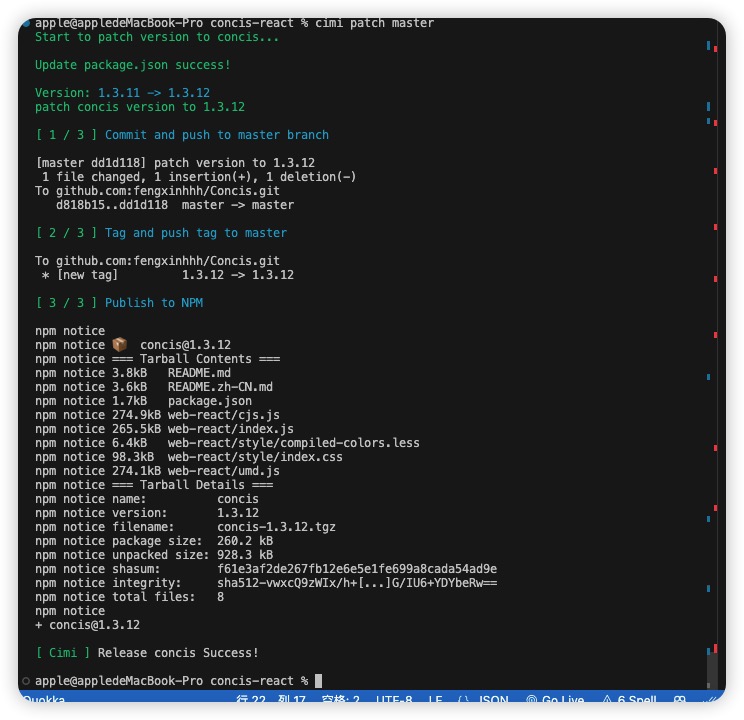 apple@appledeMacBook-Pro concis-react % cimi patch master
Start to patch version to concis...
Update package.json success!
Version: 1.3.11 -> 1.3.12
patch concis version to 1.3.12
[ 1 / 3 ] Commit and push to master branch
[master dd1d118] patch version to 1.3.12
1 file changed, 1 insertion(+), 1 deletion(-)
To github.com:fengxinhhh/Concis.git
d818b15..dd1d118  master -> master
[ 2 / 3 ] Tag and push tag to master
To github.com:fengxinhhh/Concis.git
* [new tag]         1.3.12 -> 1.3.12
[ 3 / 3 ] Publish to NPM
npm notice
npm notice 📦  concis@1.3.12
npm notice === Tarball Contents ===
npm notice 3.8kB   README.md
npm notice 3.6kB   README.zh-CN.md
npm notice 1.7kB   package.json
npm notice 274.9kB web-react/cjs.js
npm notice 265.5kB web-react/index.js
npm notice 6.4kB   web-react/style/compiled-colors.less
npm notice 98.3kB  web-react/style/index.css
npm notice 274.1kB web-react/umd.js
npm notice === Tarball Details ===
npm notice name:          concis
npm notice version:       1.3.12
npm notice filename:      concis-1.3.12.tgz
npm notice package size:  260.2 kB
npm notice unpacked size: 928.3 kB
npm notice shasum:        f61e3af2de267fb12e6e5e1fe699a8cada54ad9e
npm notice integrity:     sha512-vwxcQ9zWIx/h+[...]G/IU6+YDYbeRw==
npm notice total files:   8
npm notice
+ concis@1.3.12
[ Cimi ] Release concis Success!
apple@appledeMacBook-Pro concis-react %
Quokka 行 22, 列 17 空格: 2 UTF-8 LF {} JSON Go Live 6 Spell